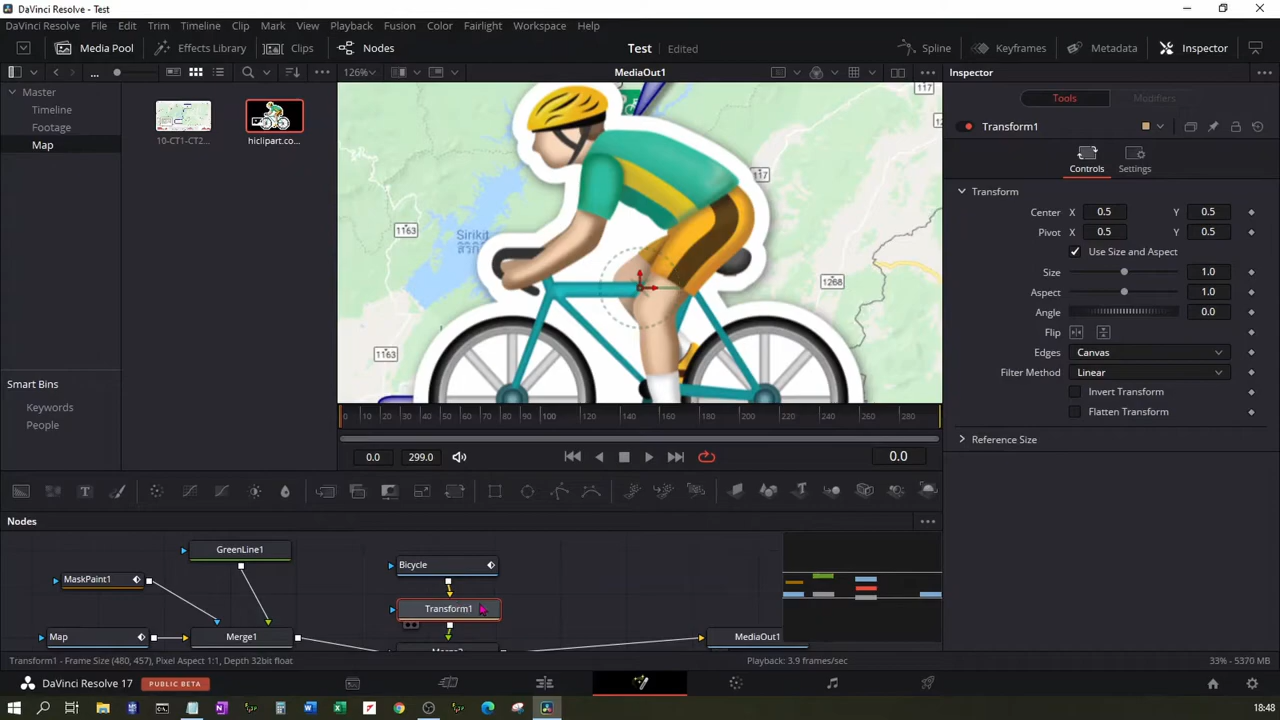 DaVinci Resolve - Test
DaVinci Resolve File Edit Trim Timeline Clip Mark View Playback Fusion Color Fairlight Workspace Help
Media Pool Effects Library Clips Nodes Test Edited Spline Keyframes Metadata Inspector
... 126% MediaOut1 Inspector
Master
Timeline
Footage
Map
10-CT1-CT2...
hiclipart.co...
Smart Bins
Keywords
People
117
117
1163
Sirikit
1268
1163
Tools Modifiers
Transform1
Controls Settings
Transform
Center X 0.5 Y 0.5
Pivot X 0.5 Y 0.5
Use Size and Aspect
Size 1.0
Aspect 1.0
Angle 0.0
Flip
Edges Canvas
Filter Method Linear
Invert Transform
Flatten Transform
Reference Size
0 10 20 30 40 50 60 70 80 90 100 120 140 160 180 200 220 240 260 280
0.0 299.0 0.0
T T
Nodes
GreenLine1
Bicycle
MaskPaint1
Transform1
Map
Merge1
MediaOut1
Transform1 - Frame Size (480, 457), Pixel Aspect 1:1, Depth 32bit float
Playback: 3.9 frames/sec
33% - 5370 MB
DaVinci Resolve 17 PUBLIC BETA
18:48